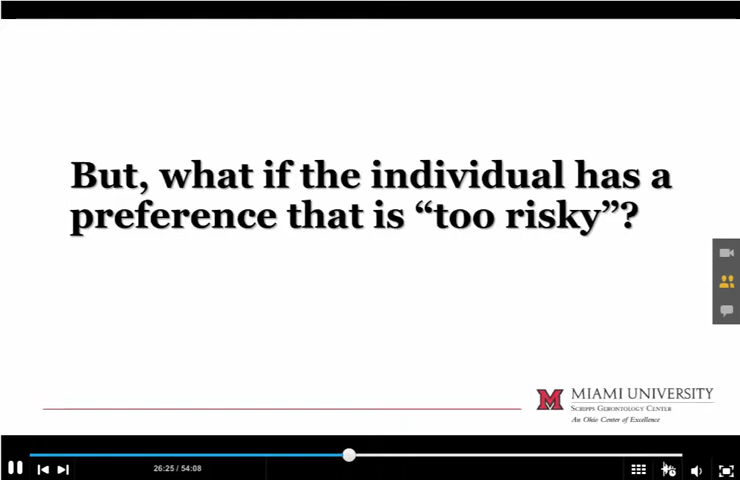 But, what if the individual has a
preference that is “too risky”?
M
MIAMI UNIVERSITY
SCRIPPS GERONTOLOGY CENTER
An Ohio Center of Excellence
26:25 / 54:08